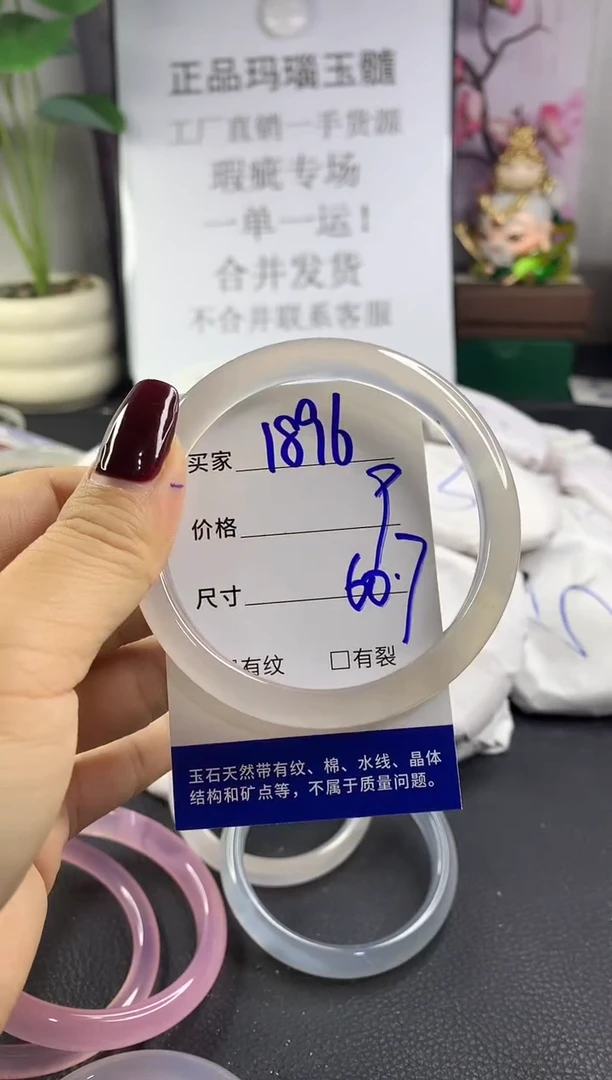 正品玛瑙玉髓
工厂直销一手货源
瑕疵专场
一单一运！
合并发货
不合并联系客服
买家 1896
价格
尺寸 60.7
有纹 □有裂
玉石天然带有纹、棉、水线、晶体
结构和矿点等，不属于质量问题。